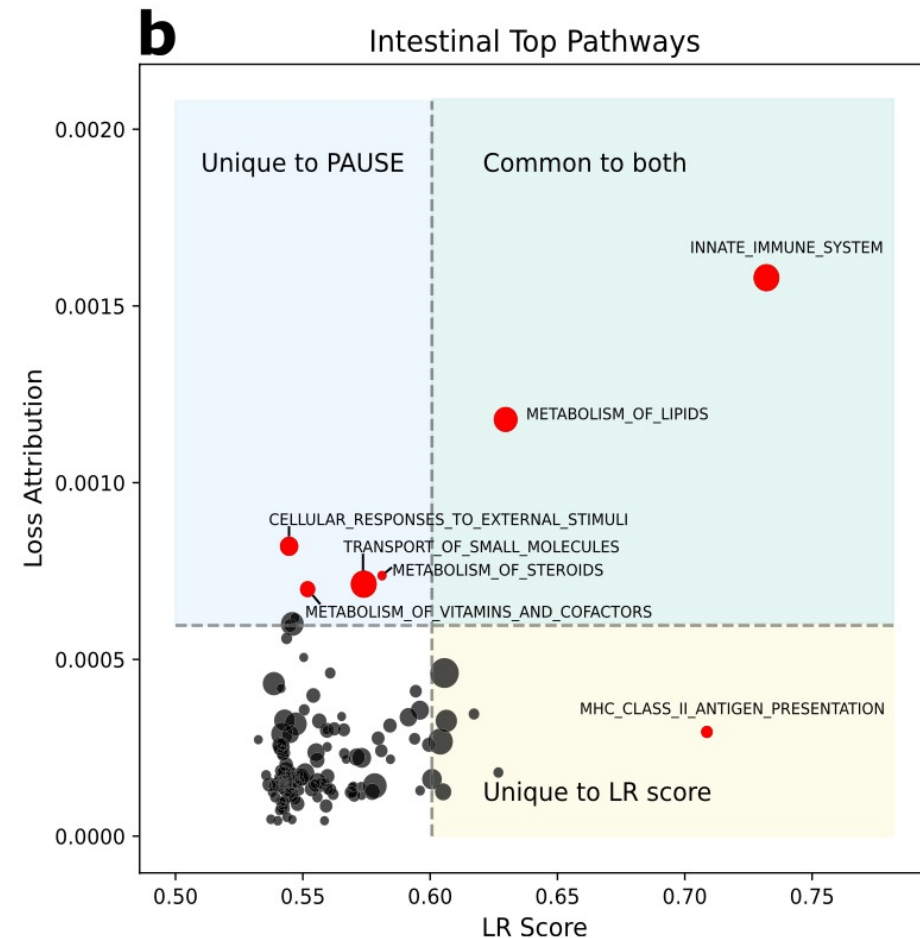 b
Intestinal Top Pathways
Loss Attribution
0.0020
0.0015
0.0010
0.0005
0.0000
Unique to PAUSE
Common to both
INNATE_IMMUNE_SYSTEM
METABOLISM_OF_LIPIDS
CELLULAR_RESPONSES_TO_EXTERNAL_STIMULI
TRANSPORT_OF_SMALL_MOLECULES
METABOLISM_OF_STEROIDS
METABOLISM_OF_VITAMINS_AND_COFACTORS
MHC_CLASS_II_ANTIGEN_PRESENTATION
Unique to LR score
0.50 0.55 0.60 0.65 0.70 0.75
LR Score